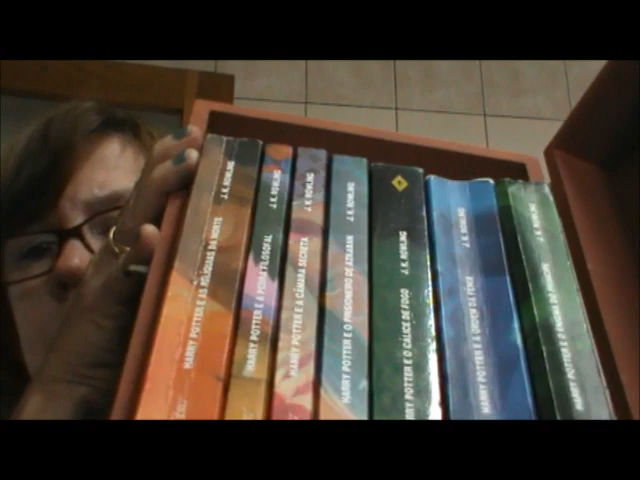 HARRY POTTER E AS RELÍQUIAS DA MORTE J.K. ROWLING
HARRY POTTER E A PEDRA FILOSOFAL J.K. ROWLING
HARRY POTTER E A CÂMARA SECRETA J.K. ROWLING
HARRY POTTER E O PRISIONEIRO DE AZKABAN J.K. ROWLING
HARRY POTTER E O CÁLICE DE FOGO J.K. ROWLING
HARRY POTTER E A ORDEM DA FÊNIX J.K. ROWLING
HARRY POTTER E O ENIGMA DO PRÍNCIPE J.K. ROWLING